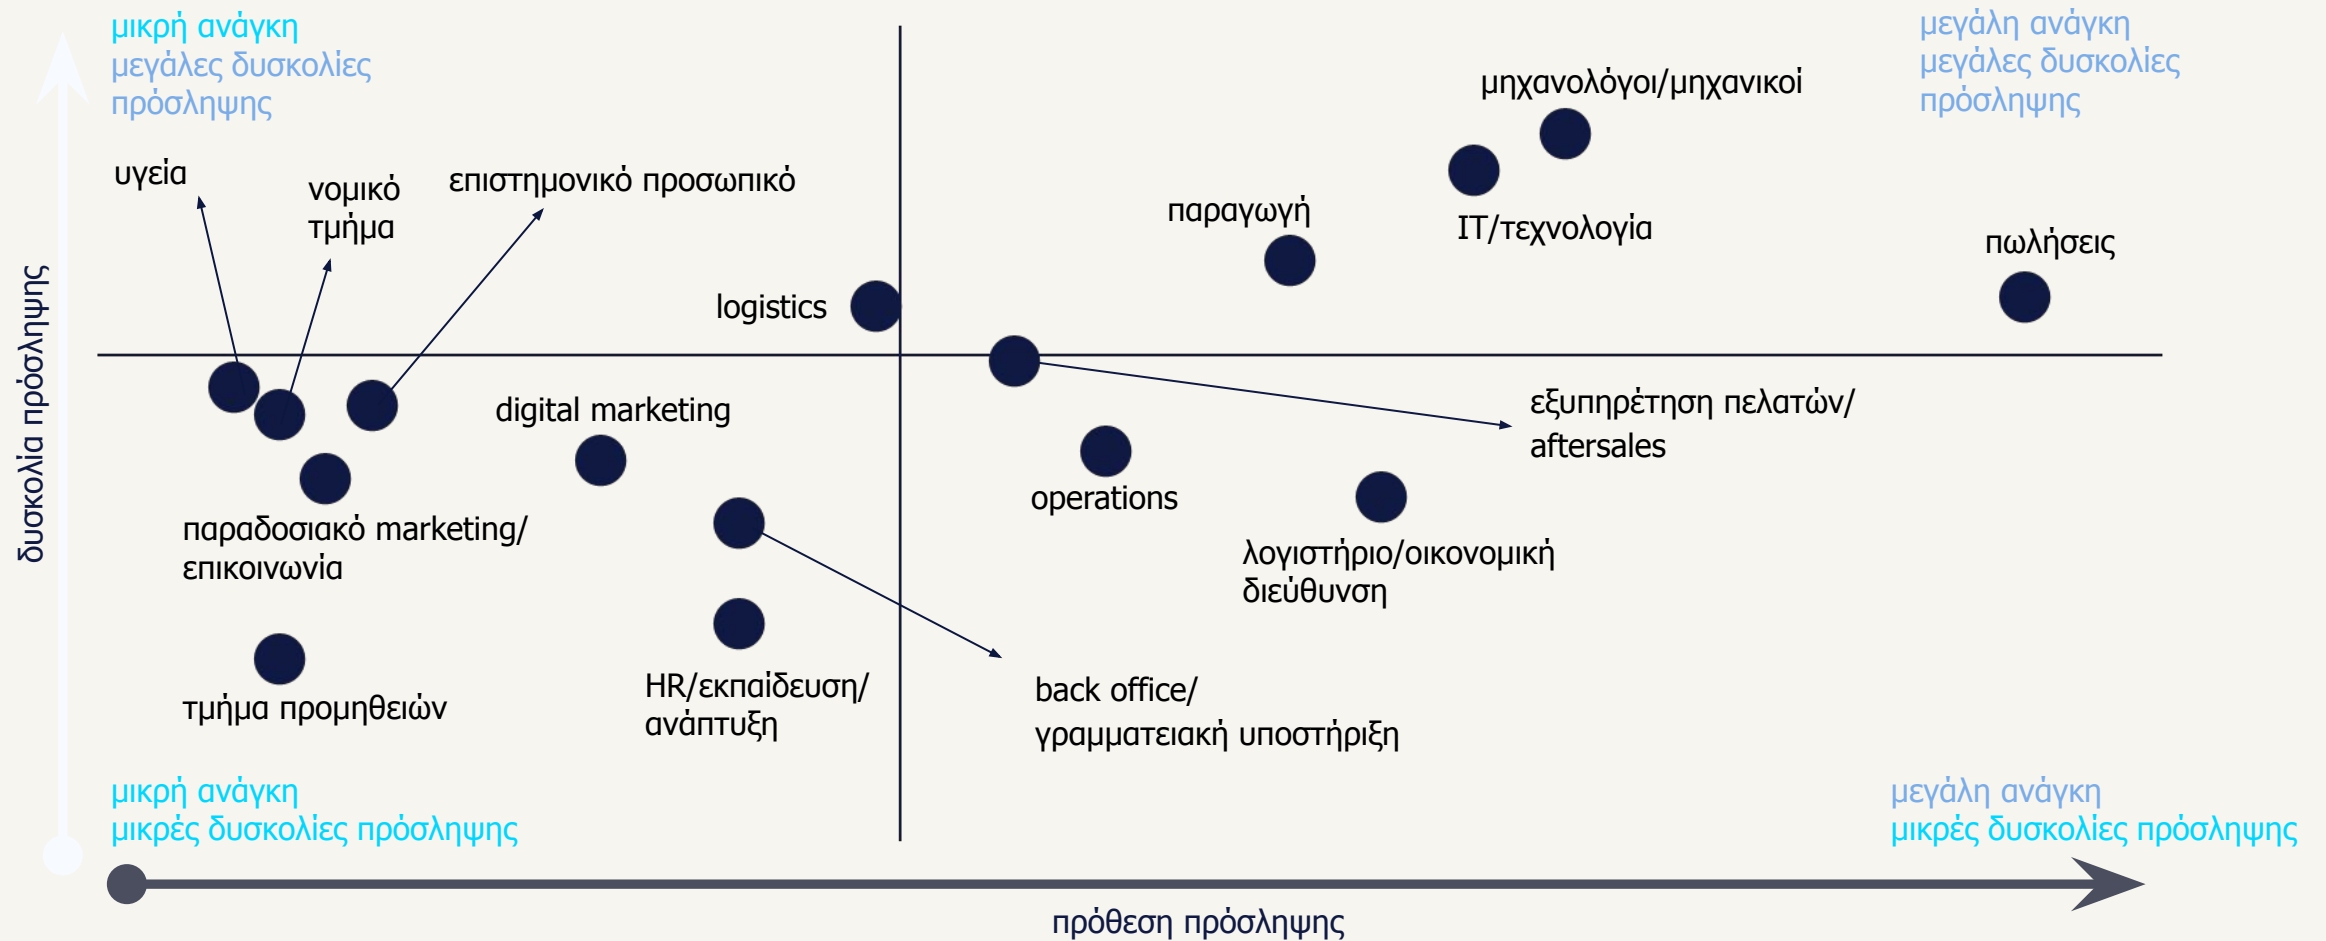 μικρή ανάγκη
μεγάλες δυσκολίες
πρόσληψης
μεγάλη ανάγκη
μεγάλες δυσκολίες
πρόσληψης
μηχανολόγοι/μηχανικοί
υγεία
νομικό
τμήμα
επιστημονικό προσωπικό
παραγωγή
IT/τεχνολογία
πωλήσεις
logistics
δυσκολία πρόσληψης
digital marketing
εξυπηρέτηση πελατών/
aftersales
operations
παραδοσιακό marketing/
επικοινωνία
λογιστήριο/οικονομική
διεύθυνση
τμήμα προμηθειών
HR/εκπαίδευση/
ανάπτυξη
back office/
γραμματειακή υποστήριξη
μικρή ανάγκη
μικρές δυσκολίες πρόσληψης
μεγάλη ανάγκη
μικρές δυσκολίες πρόσληψης
πρόθεση πρόσληψης